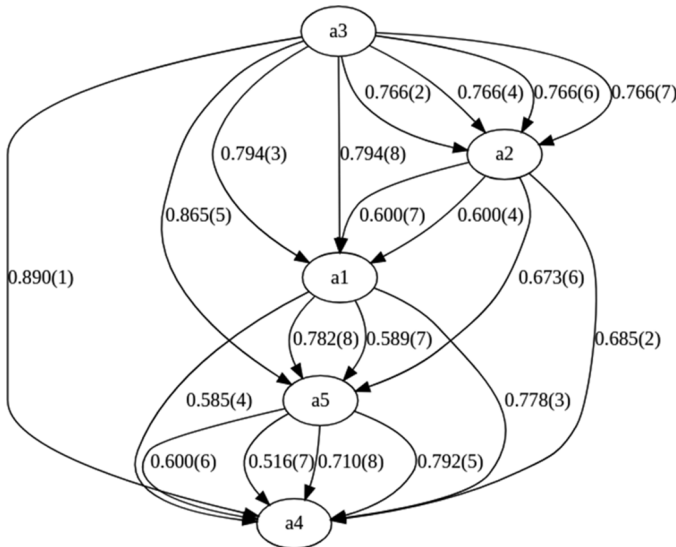 a3
0.766(2) 0.766(4) 0.766(6) 0.766(7)
0.794(3) 0.794(8) a2
0.865(5) 0.600(7) 0.600(4)
0.890(1) a1 0.673(6)
0.782(8) 0.589(7) 0.685(2)
0.585(4) a5 0.778(3)
0.600(6) 0.516(7) 0.710(8) 0.792(5)
a4